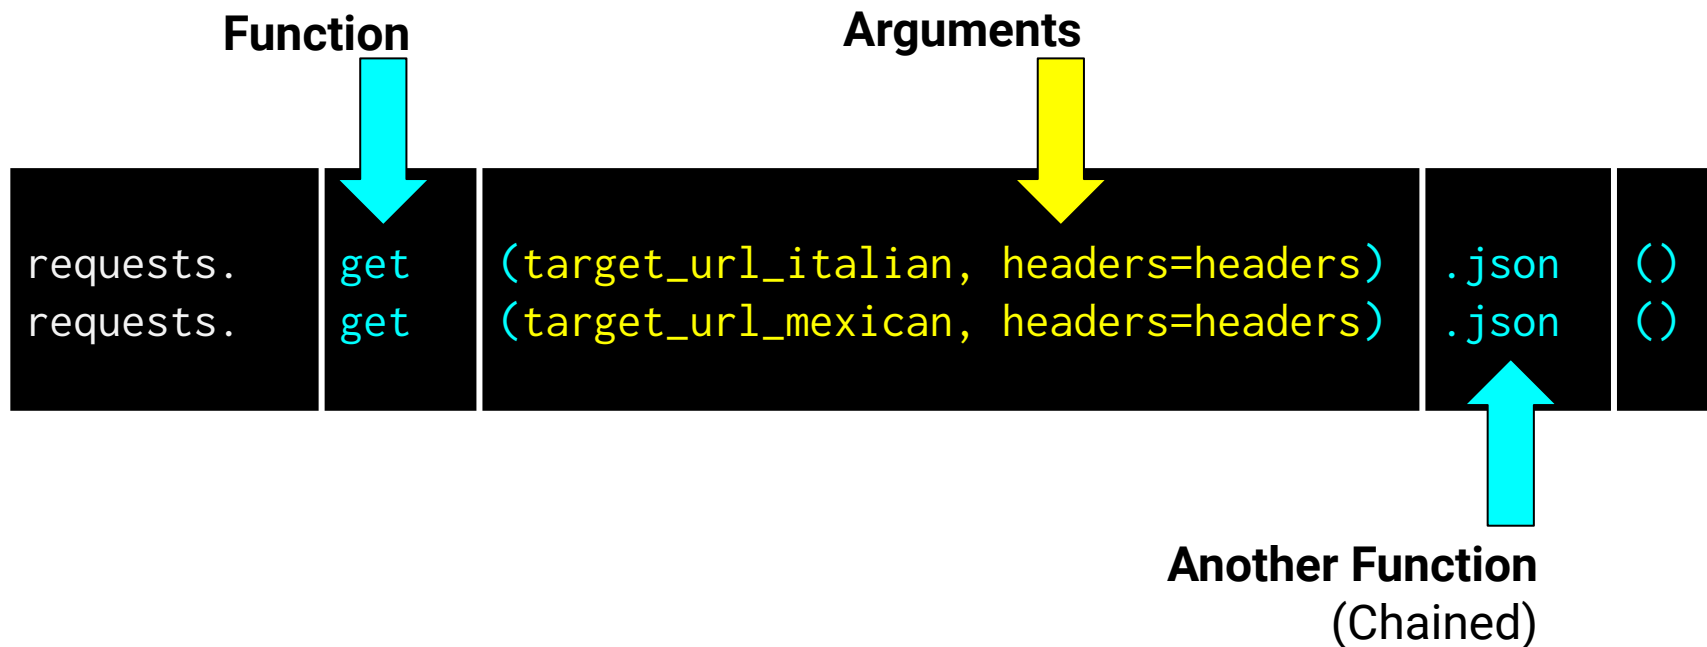 Function
Arguments
requests. get (target_url_italian, headers=headers) .json ()
requests. get (target_url_mexican, headers=headers) .json ()
Another Function
(Chained)